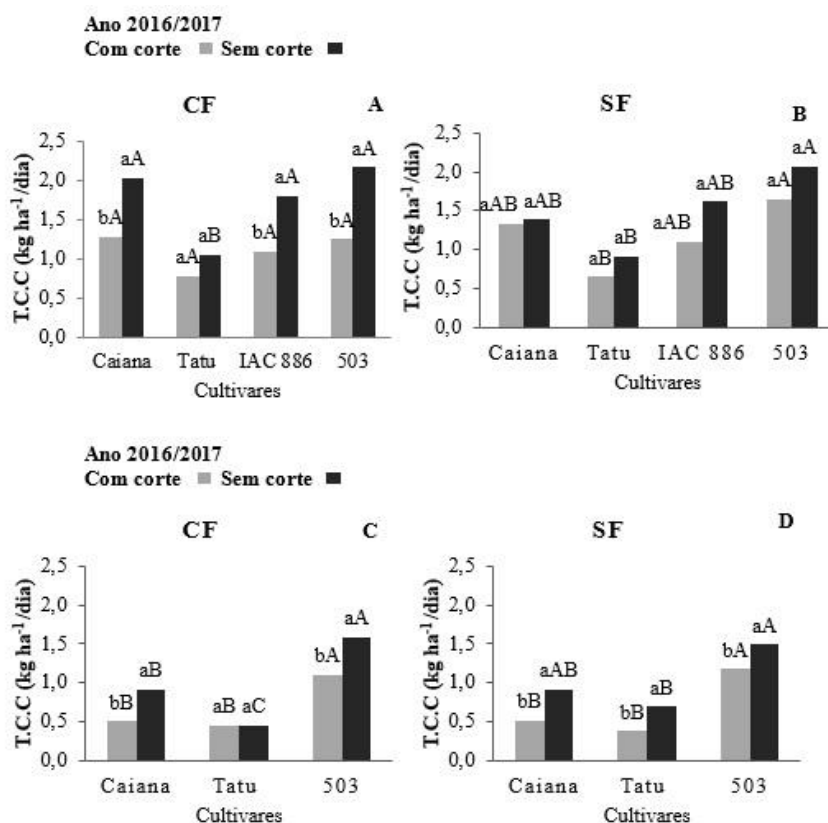 Ano 2016/2017
Com corte Sem corte
CF A
T.C.C (kg ha⁻¹/dia)
2,5
2,0
1,5
1,0
0,5
0,0
bA aA aA aB bA aA bA aA
Caiana Tatu IAC 886 503
Cultivares
SF B
T.C.C (kg ha⁻¹/dia)
2,5
2,0
1,5
1,0
0,5
0,0
aAB aAB aB aB aAB aAB aA aA
Caiana Tatu IAC 886 503
Cultivares
Ano 2016/2017
Com corte Sem corte
CF C
T.C.C (kg ha⁻¹/dia)
2,5
2,0
1,5
1,0
0,5
0,0
bB aB aB aC bA aA
Caiana Tatu 503
Cultivares
SF D
T.C.C (kg ha⁻¹/dia)
2,5
2,0
1,5
1,0
0,5
0,0
bB aAB bB aB bA aA
Caiana Tatu 503
Cultivares